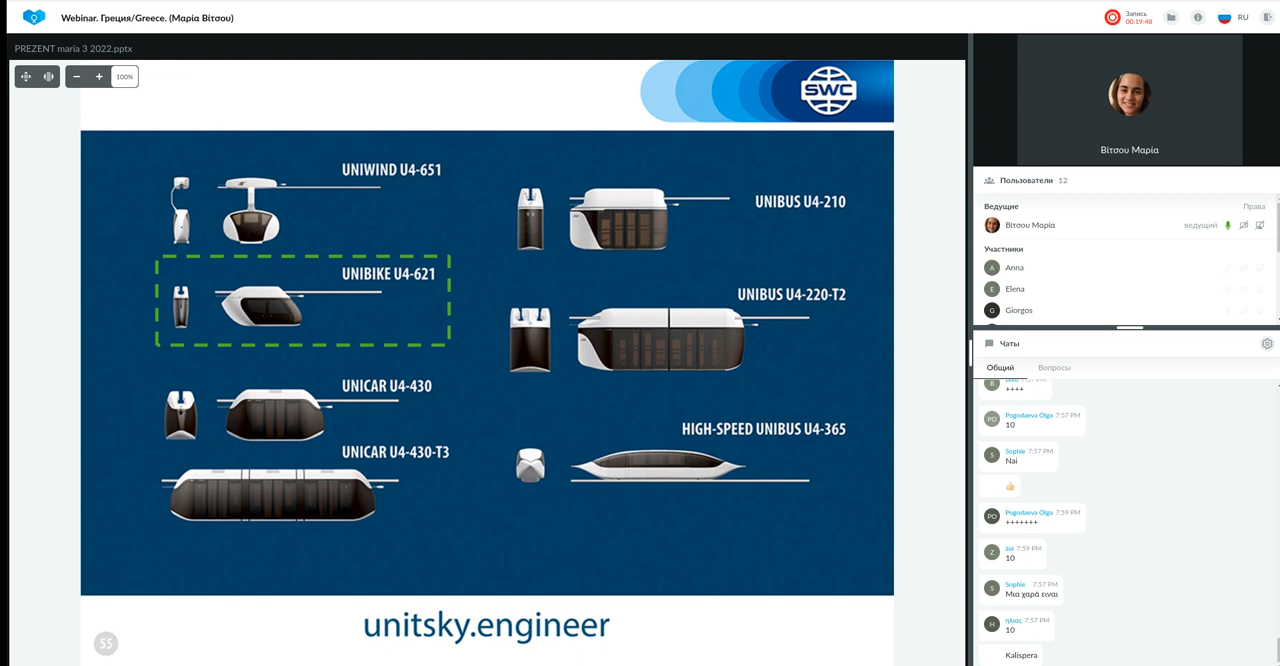 Webinar. Греция/Greece. (Μαρία Βίτσου)
Запись
00:19:48
RU
PREZENT maria 3 2022.pptx
100%
SWC
UNIWIND U4-651
UNIBIKE U4-621
UNICAR U4-430
UNICAR U4-430-T3
UNIBUS U4-210
UNIBUS U4-220-T2
HIGH-SPEED UNIBUS U4-365
unitsky.engineer
55
Βίτσου Μαρία
Пользователи 12
Ведущие Права
Βίτσου Μαρία ведущий
Участники
A Anna
E Elena
G Giorgos
Чаты
Общий Вопросы
++++
PO Pogodaeva Olga 7:57 PM
10
S Sophie 7:57 PM
Nai
PO Pogodaeva Olga 7:59 PM
+++++++
Z zoi 7:59 PM
10
S Sophie 7:57 PM
Μια χαρά ειναι
Η ηλιας 7:57 PM
10
Kalispera